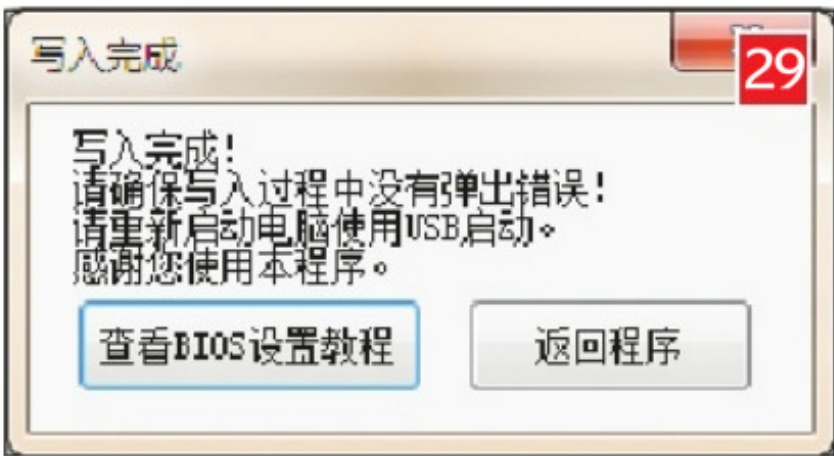 写入完成
29
写入完成!
请确保写入过程中没有弹出错误!
请重新启动电脑使用USB启动。
感谢您使用本程序。
查看BIOS设置教程
返回程序